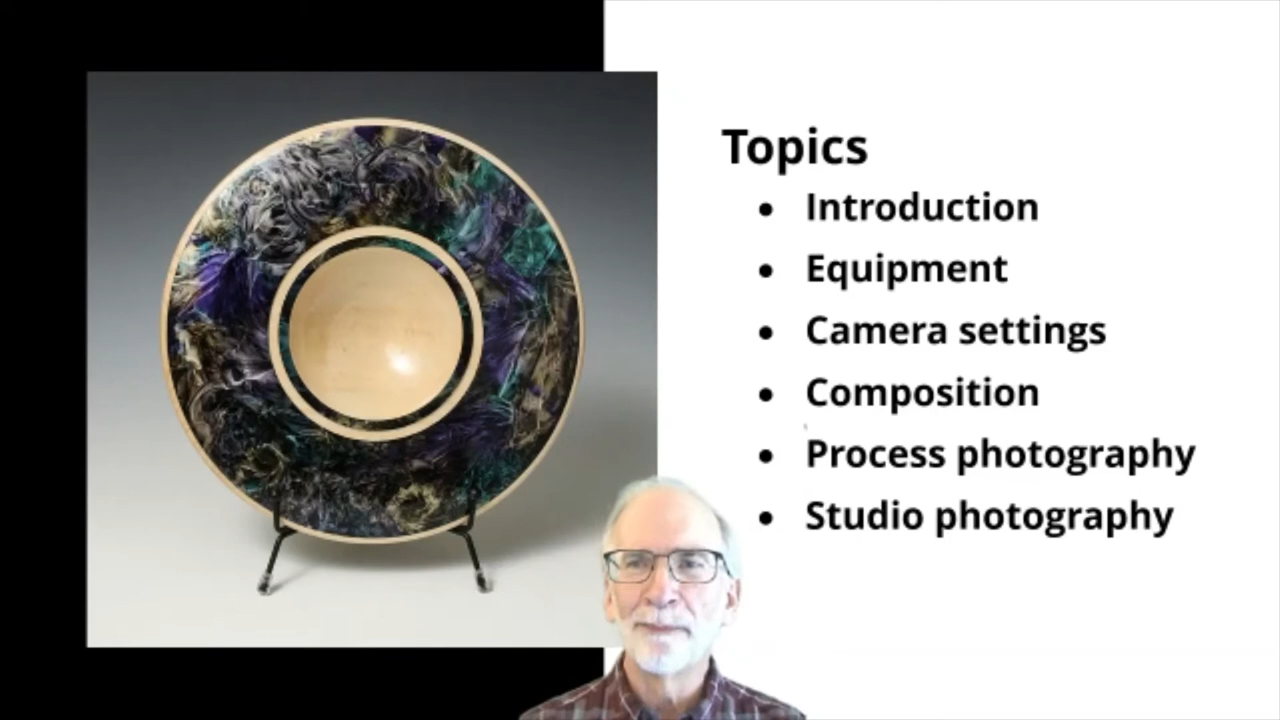 Topics
• Introduction
• Equipment
• Camera settings
• Composition
• Process photography
• Studio photography